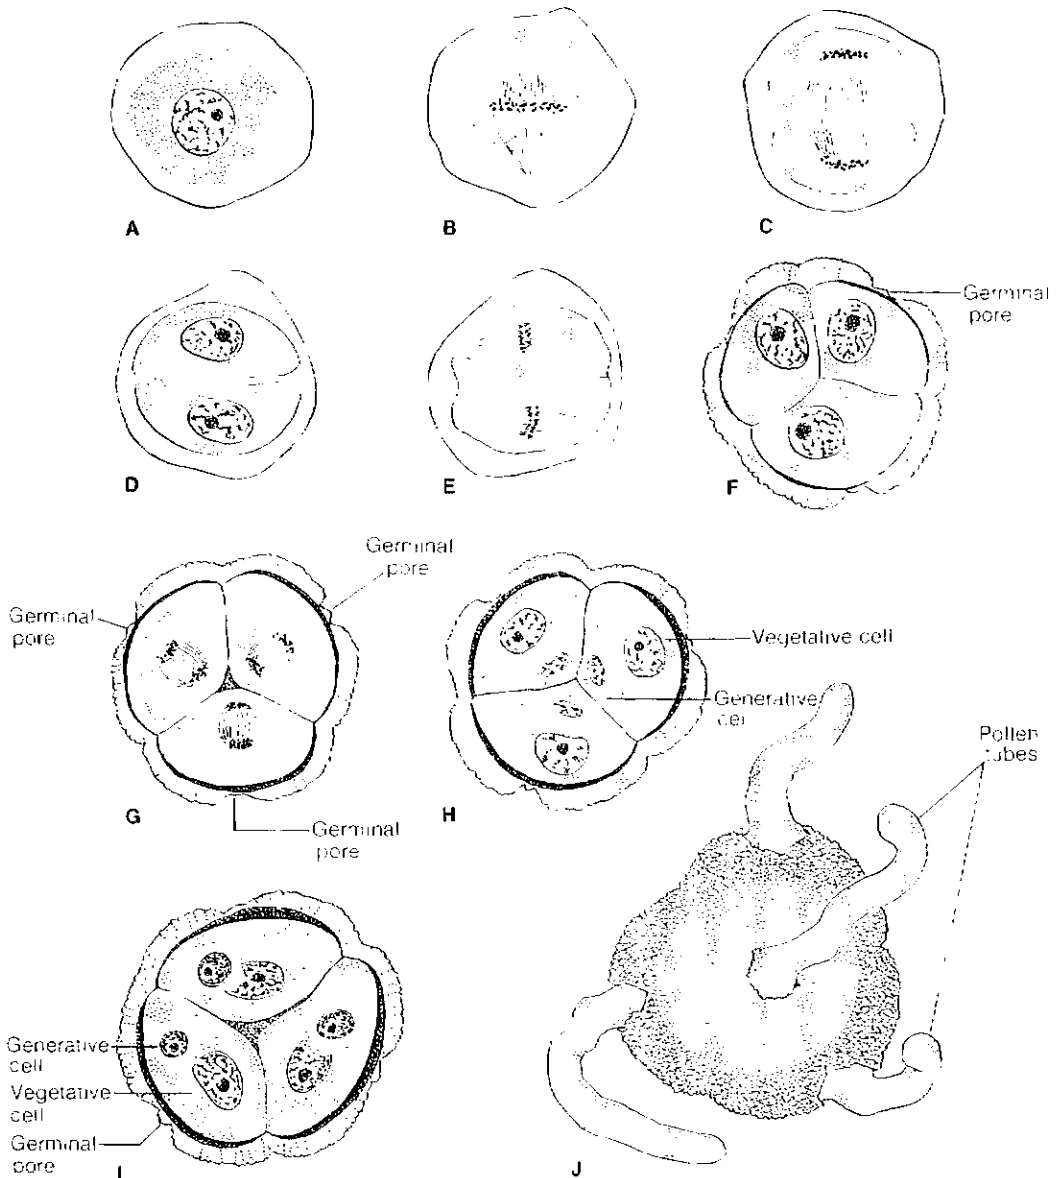 A
B
C
Germinal
pore
D
E
F
Germinal
pore
Germinal
pore
Vegetative cell
Generative
cel
Pollen
tubes
G
H
Germinal
pore
Generative
cell
Vegetative
cell
Germinal
pore
I
J